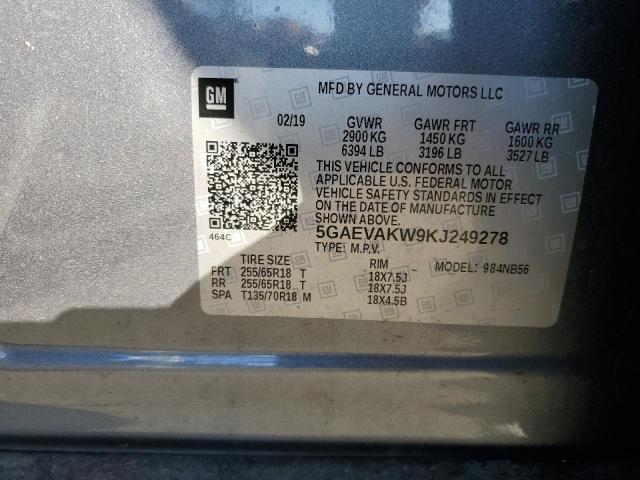 GM
MFD BY GENERAL MOTORS LLC
02/19 GVWR GAWR FRT GAWR RR
2900 KG 1450 KG 1600 KG
6394 LB 3196 LB 3527 LB
THIS VEHICLE CONFORMS TO ALL
APPLICABLE U.S. FEDERAL MOTOR
VEHICLE SAFETY STANDARDS IN EFFECT
ON THE DATE OF MANUFACTURE
SHOWN ABOVE.
464C
5GAEVAKW9KJ249278
TYPE: M.P.V.
TIRE SIZE RIM MODEL: 984NB56
FRT 255/65R18 T 18X7.5J
RR 255/65R18 T 18X7.5J
SPA T135/70R18 M 18X4.5B